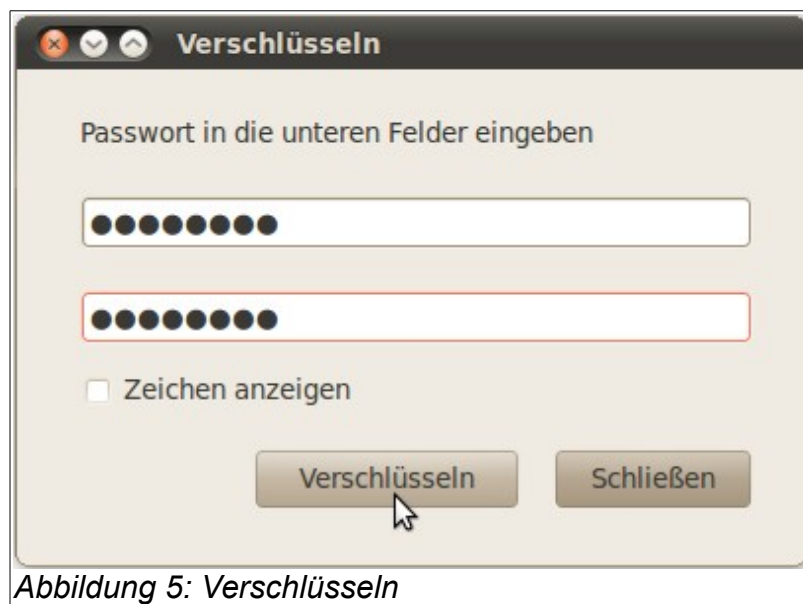 Verschlüsseln
Passwort in die unteren Felder eingeben
●●●●●●●●
●●●●●●●●
Zeichen anzeigen
Verschlüsseln Schließen
Abbildung 5: Verschlüsseln